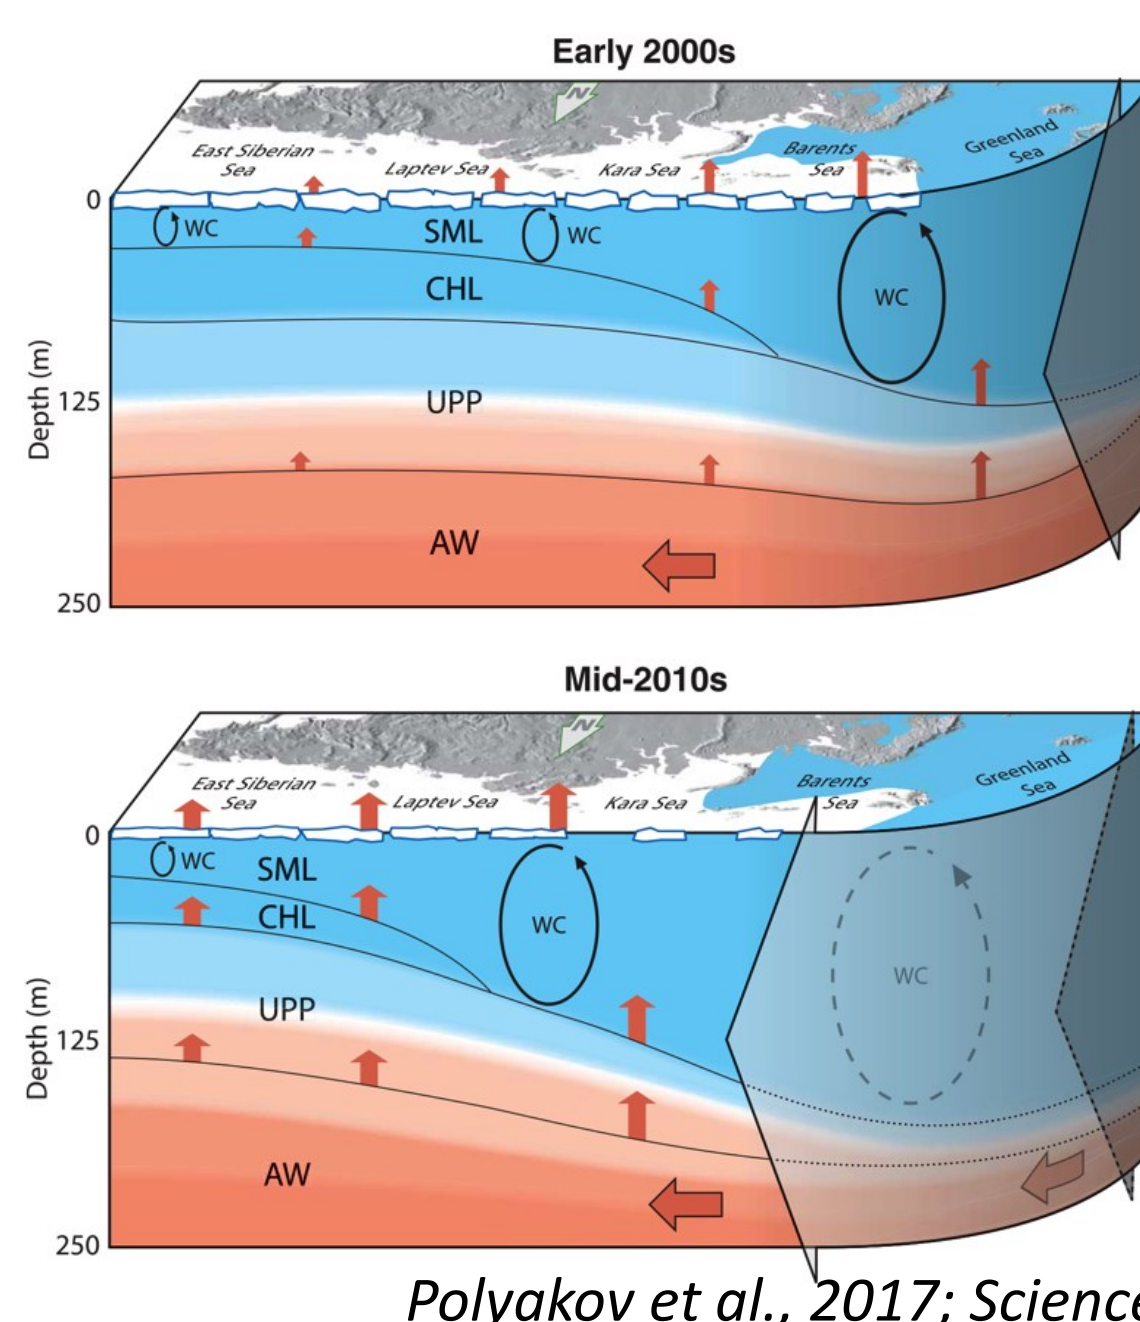 Early 2000s
N
East Siberian
Sea
Laptev Sea
Kara Sea
Barents
Sea
Greenland
Sea
0
WC
SML
WC
WC
CHL
Depth (m)
125
UPP
AW
250
Mid-2010s
N
East Siberian
Sea
Laptev Sea
Kara Sea
Barents
Sea
Greenland
Sea
0
WC
SML
CHL
WC
WC
UPP
Depth (m)
125
AW
250
Polyakov et al., 2017; Science